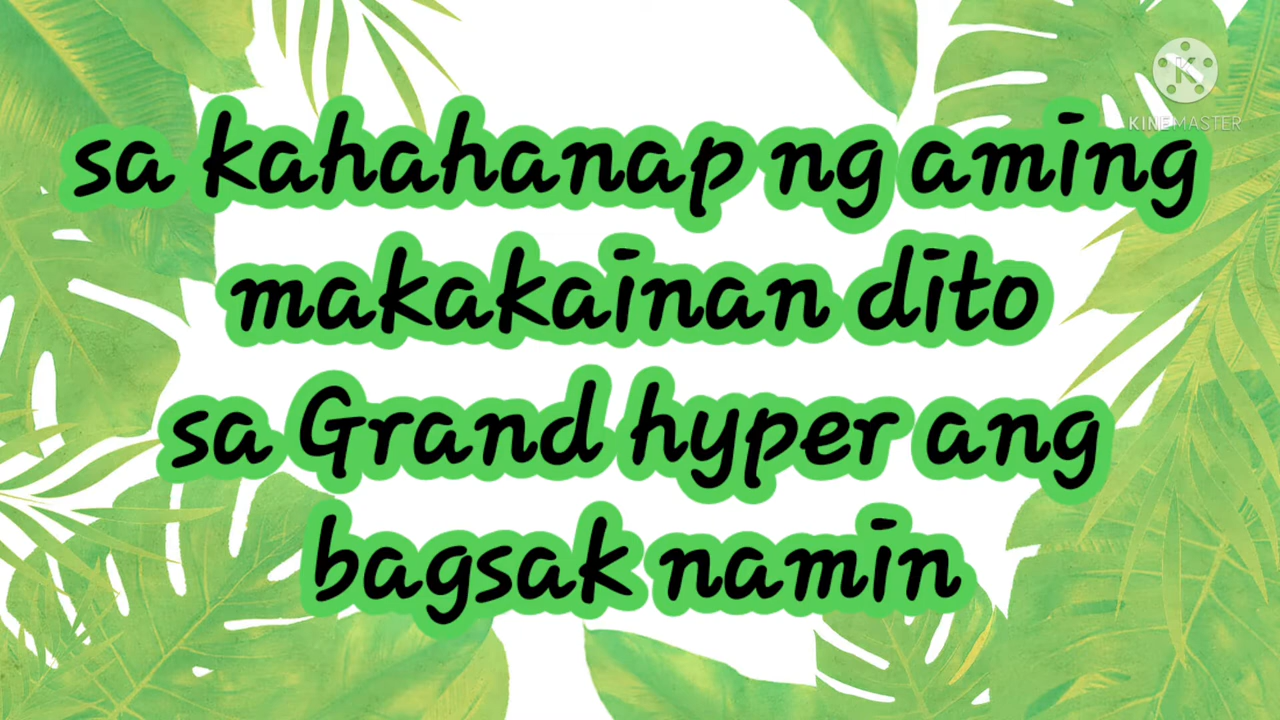 KINEMASTER
sa kahahanap ng aming
makakainan dito
sa Grand hyper ang
bagsak namin